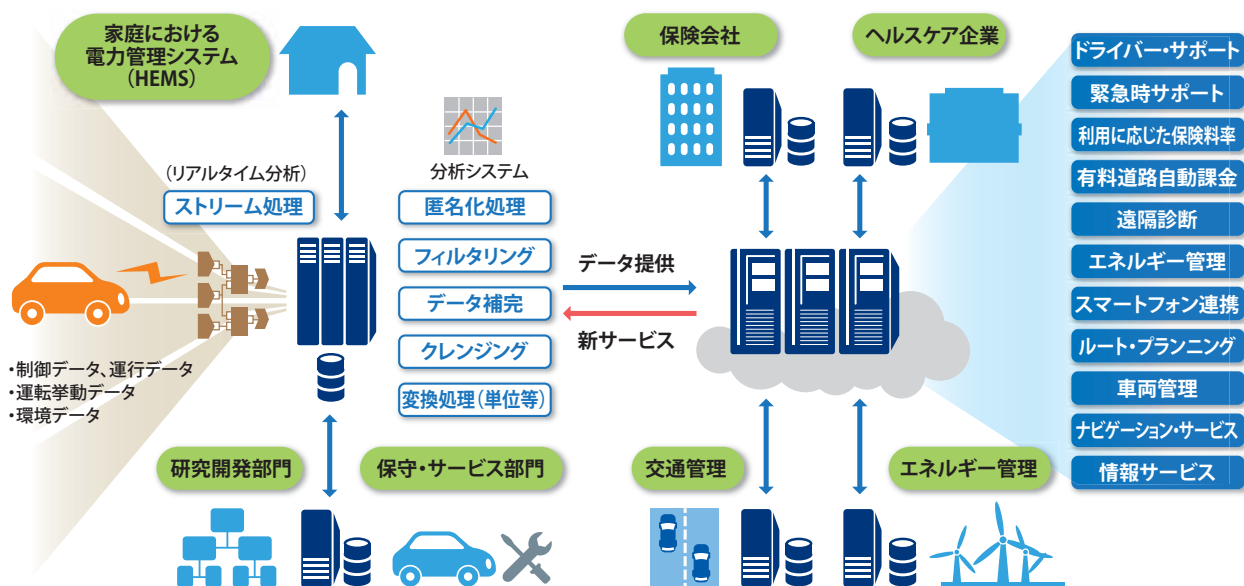 家庭における
電力管理システム
（HEMS）
（リアルタイム分析）
ストリーム処理
・制御データ、運行データ
・運転挙動データ
・環境データ
分析システム
匿名化処理
フィルタリング
データ補完
クレンジング
変換処理（単位等）
データ提供
新サービス
研究開発部門
保守・サービス部門
保険会社
ヘルスケア企業
交通管理
エネルギー管理
ドライバー・サポート
緊急時サポート
利用に応じた保険料率
有料道路自動課金
遠隔診断
エネルギー管理
スマートフォン連携
ルート・プランニング
車両管理
ナビゲーション・サービス
情報サービス